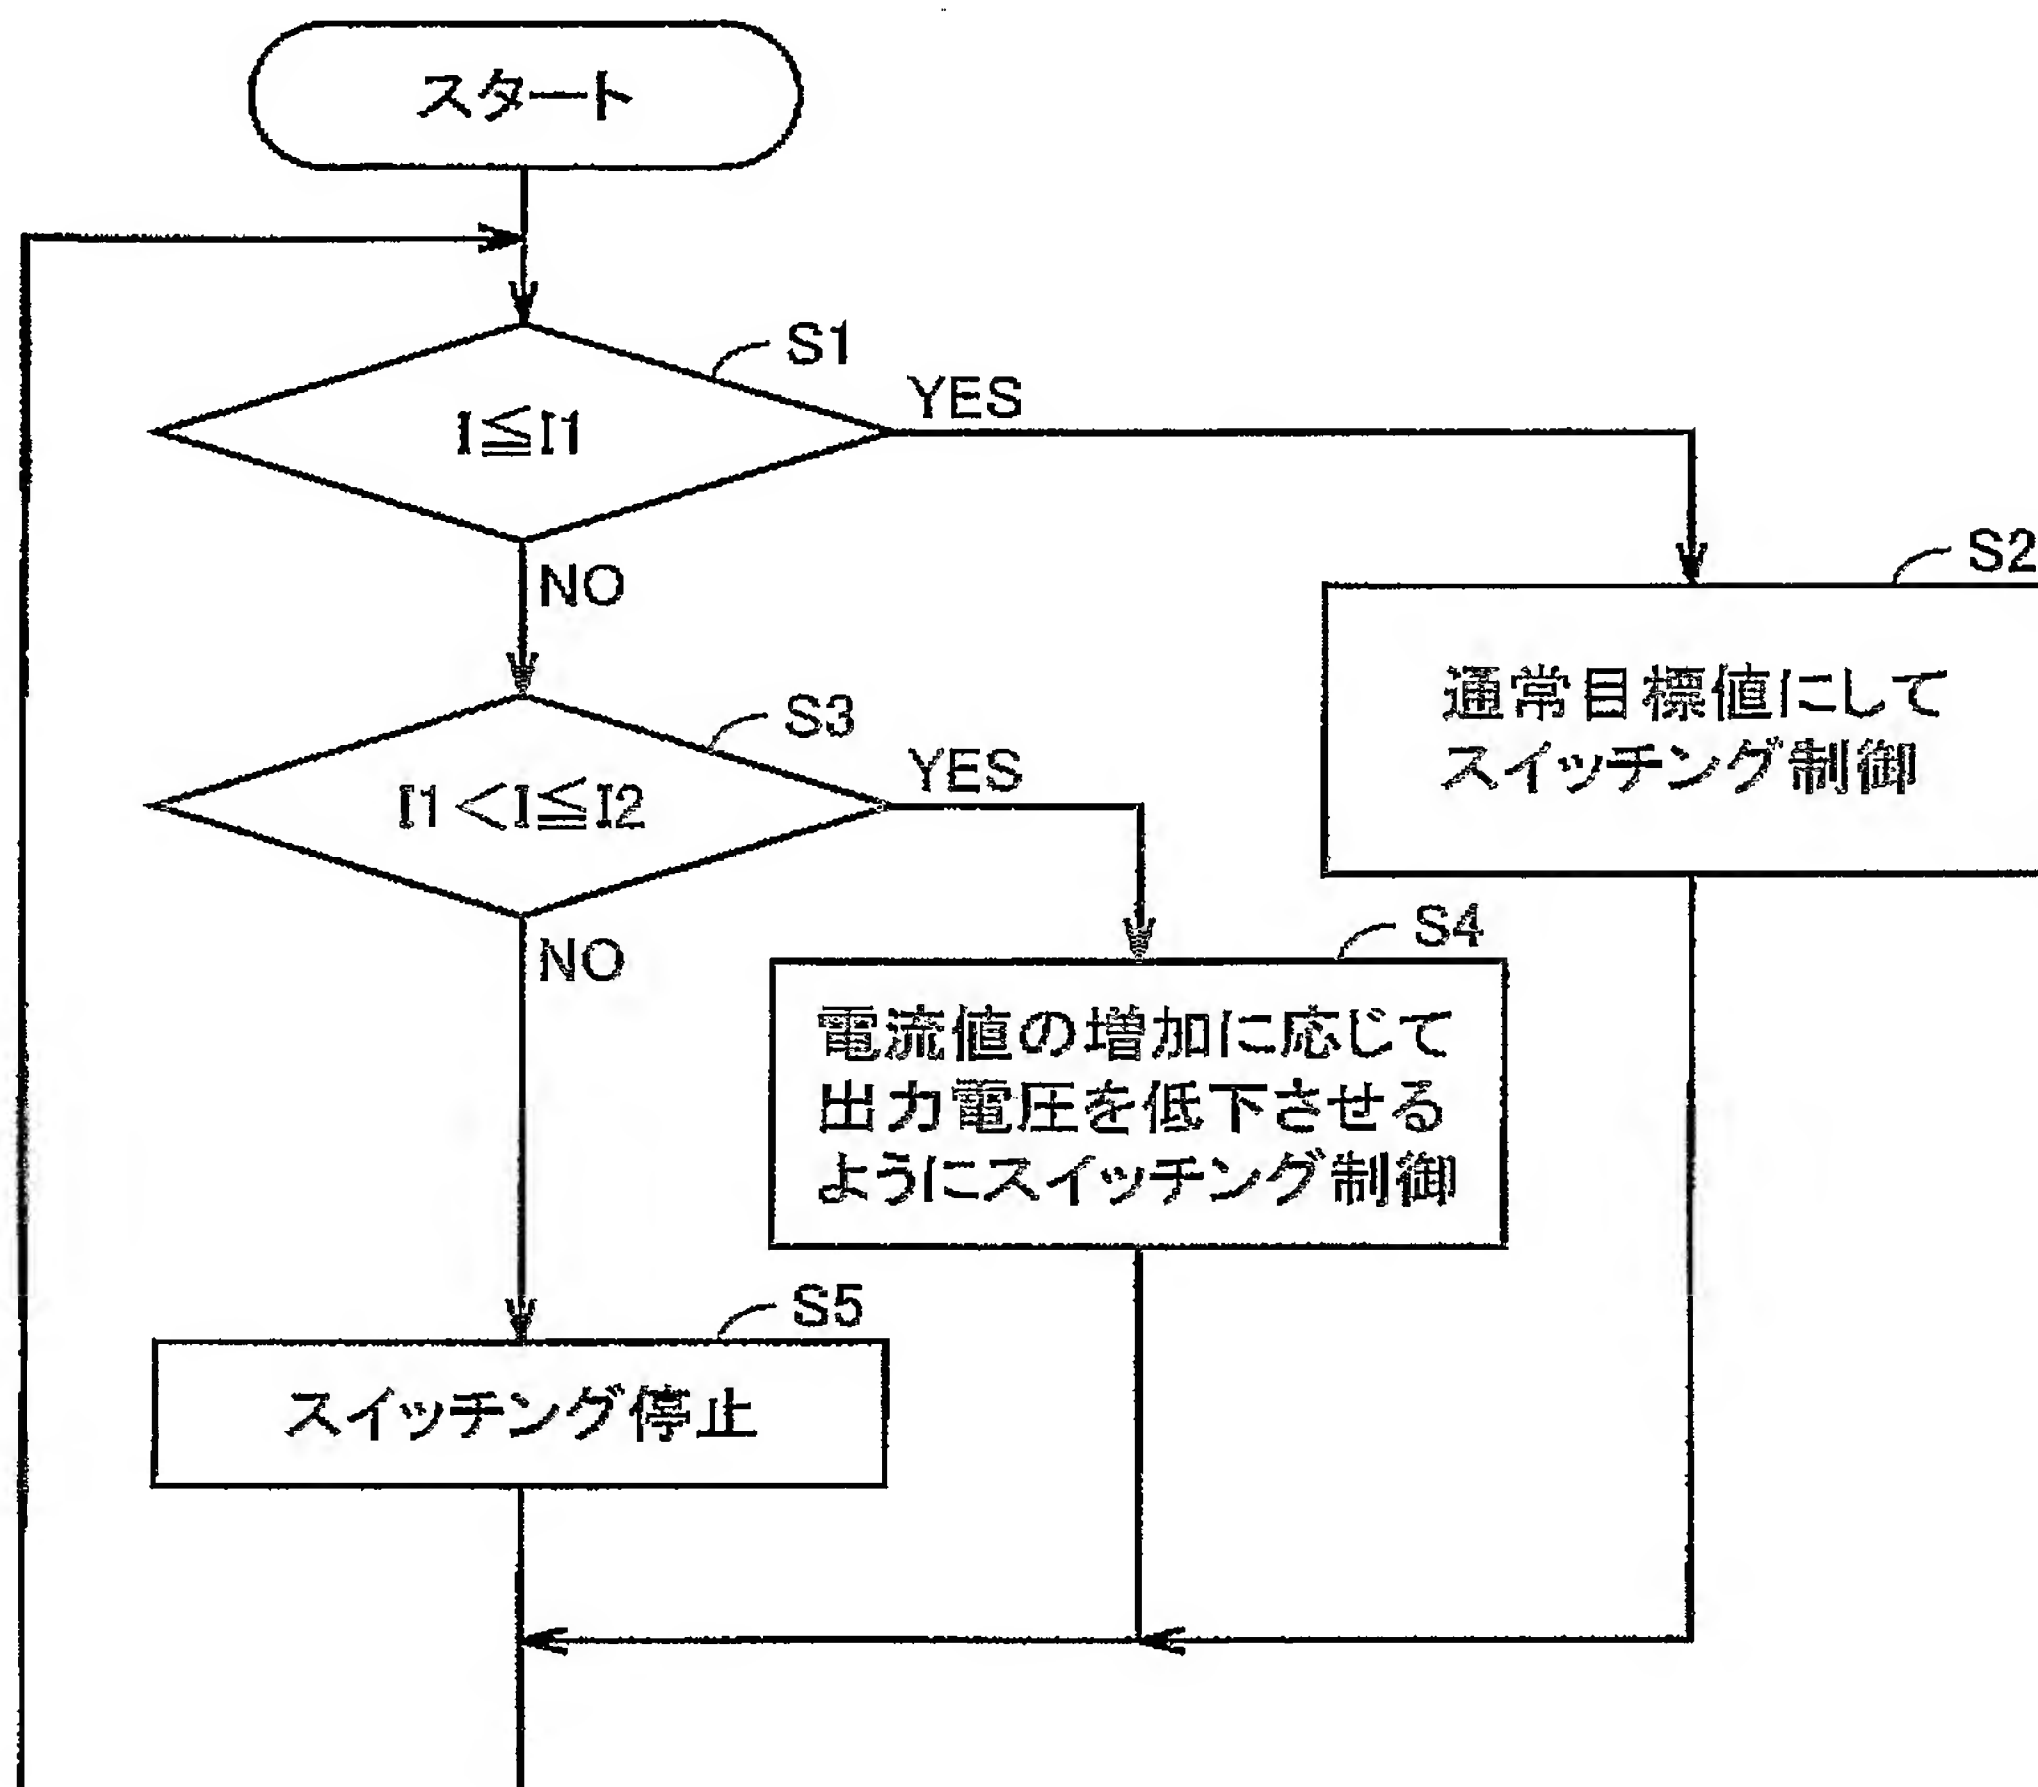 スタート
S1
I≦I1
YES
NO
S2
通常目標値にして
スイッチング制御
S3
I1<I≦I2
YES
NO
S4
電流値の増加に応じて
出力電圧を低下させる
ようにスイッチング制御
S5
スイッチング停止